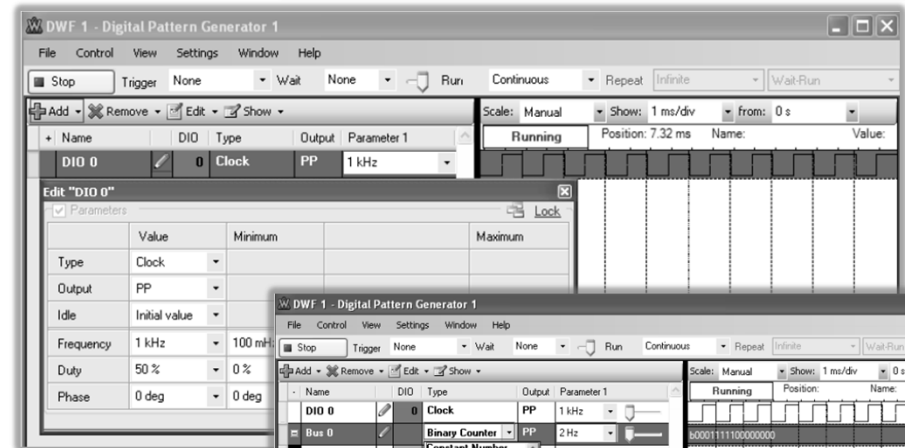 DWF 1 - Digital Pattern Generator 1
File Control View Settings Window Help
Stop Trigger None Wait None Run Continuous Repeat Infinite Wait-Run
Add Remove Edit Show Scale: Manual Show: 1 ms/div from: 0 s
+ Name DIO Type Output Parameter 1 Running Position: 7.32 ms Name: Value:
DIO 0 0 Clock PP 1 kHz
Edit "DIO 0"
Parameters Lock
Value Minimum Maximum
Type Clock
Output PP
Idle Initial value
Frequency 1 kHz 100 mH
Duty 50 % 0 %
Phase 0 deg 0 deg
DWF 1 - Digital Pattern Generator 1
File Control View Settings Window Help
Stop Trigger None Wait None Run Continuous Repeat Infinite Wait-Run
Add Remove Edit Show Scale: Manual Show: 1 ms/div 0 s
- Name DIO Type Output Parameter 1 Running Position: Name:
DIO 0 0 Clock PP 1 kHz
Bus 0 Binary Counter PP 2 Hz b0001111100000000
Constant Number